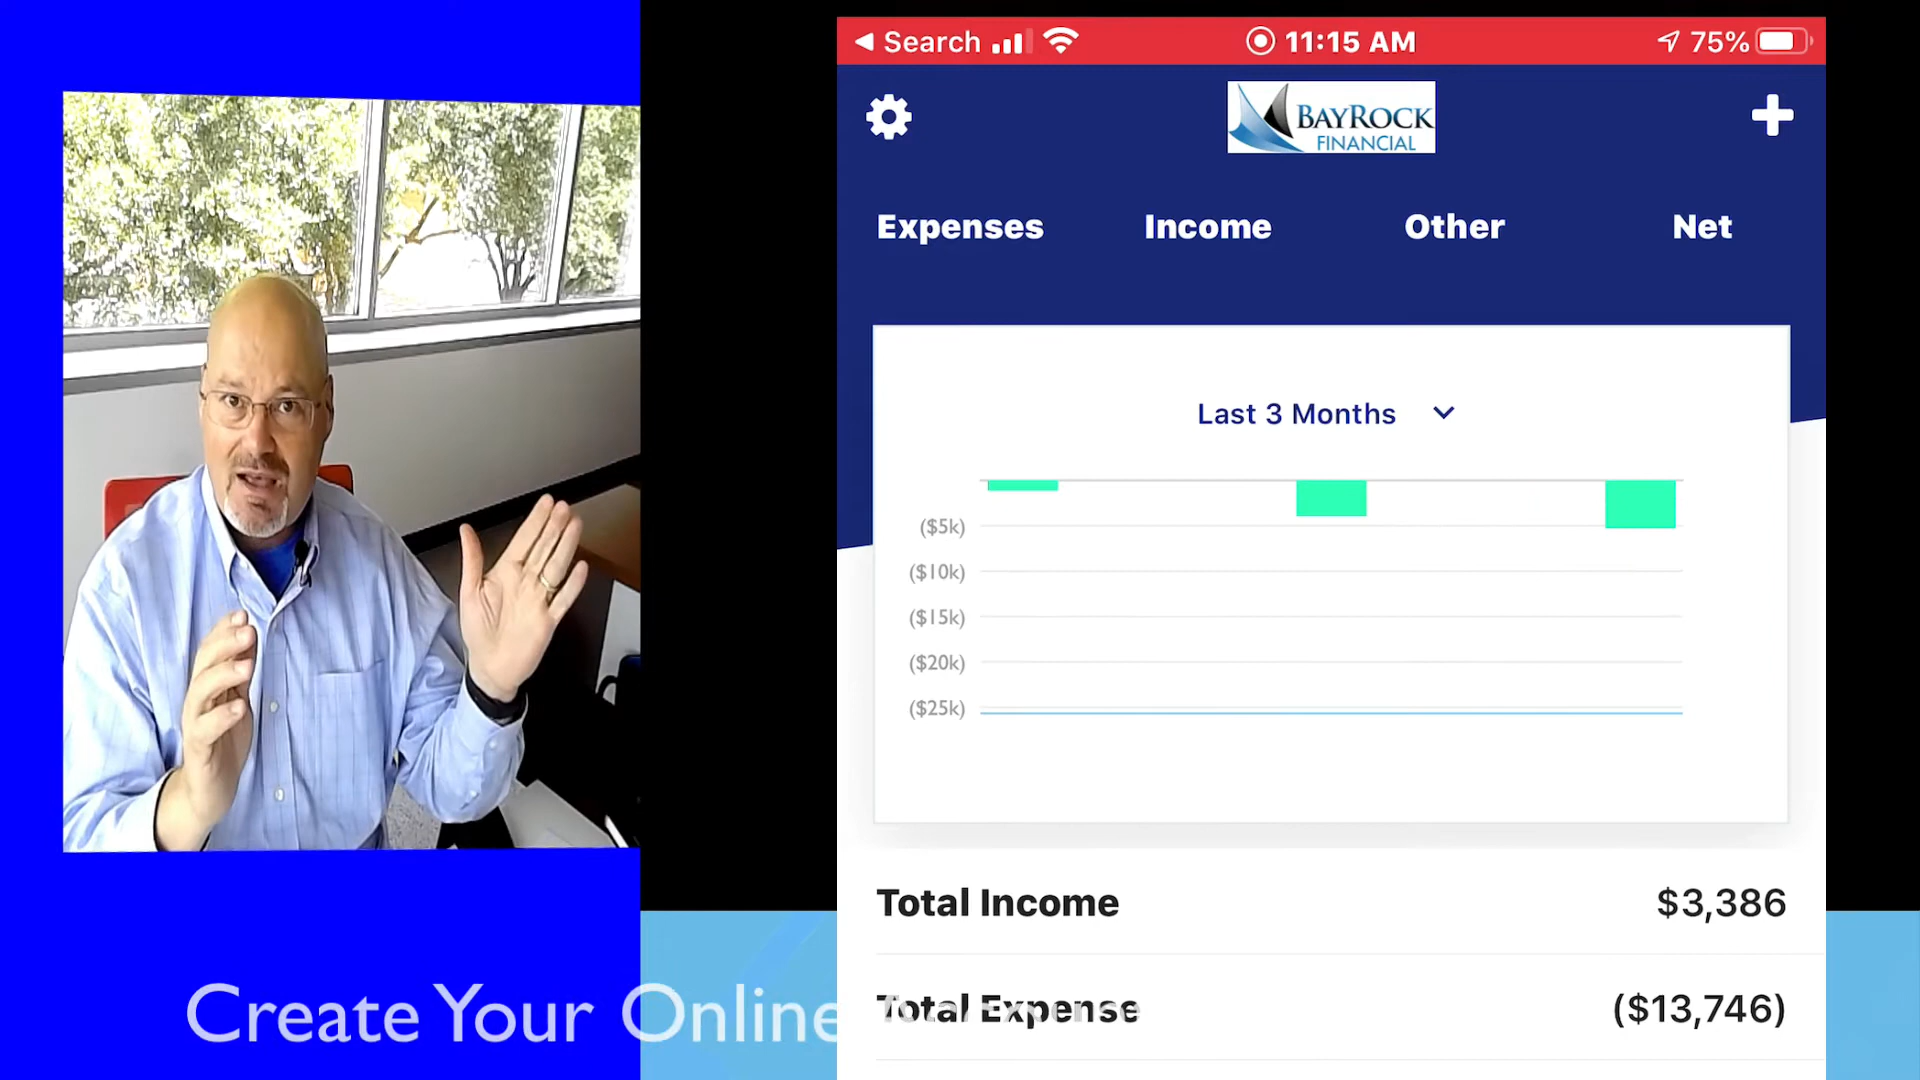 Search 11:15 AM 75%
BAYROCK
FINANCIAL
Expenses Income Other Net
Last 3 Months
($5k)
($10k)
($15k)
($20k)
($25k)
Total Income $3,386
Total Expense ($13,746)
Create Your Online